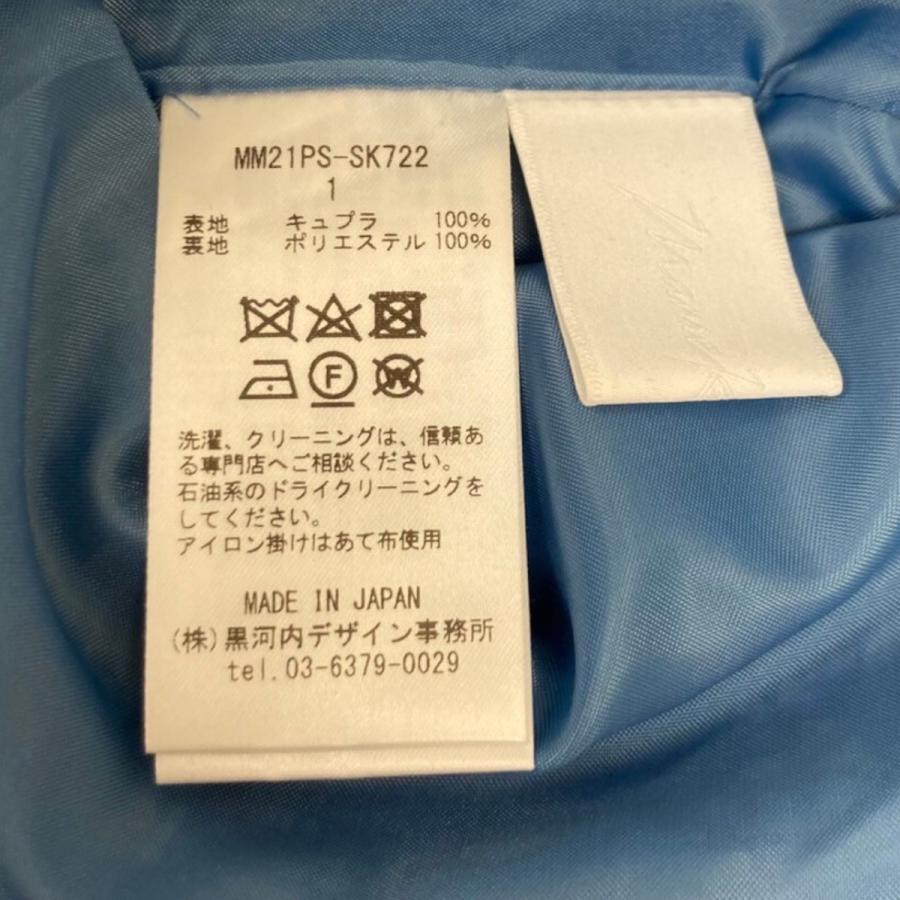 MM21PS-SK722
1
表地 キュプラ 100%
裏地 ポリエステル 100%
F
W
洗濯、クリーニングは、信頼あ
る専門店へご相談ください。
石油系のドライクリーニングを
してください。
アイロン掛けはあて布使用
MADE IN JAPAN
(株)黒河内デザイン事務所
tel.03-6379-0029